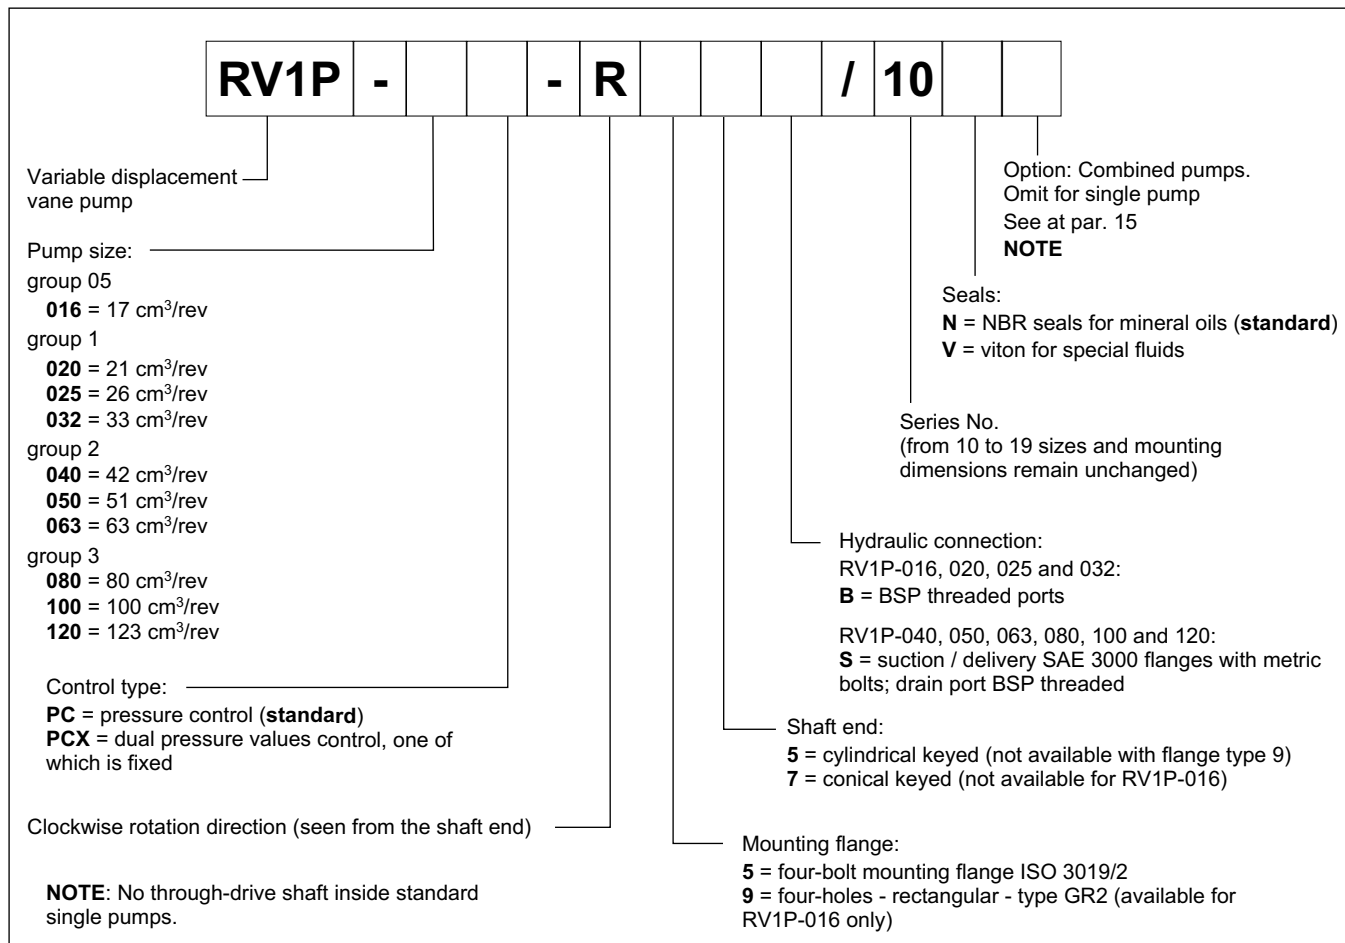 RV1P - - R / 10
Variable displacement
vane pump
Pump size:
group 05
016 = 17 cm³/rev
group 1
020 = 21 cm³/rev
025 = 26 cm³/rev
032 = 33 cm³/rev
group 2
040 = 42 cm³/rev
050 = 51 cm³/rev
063 = 63 cm³/rev
group 3
080 = 80 cm³/rev
100 = 100 cm³/rev
120 = 123 cm³/rev
Control type:
PC = pressure control (standard)
PCX = dual pressure values control, one of
which is fixed
Clockwise rotation direction (seen from the shaft end)
NOTE: No through-drive shaft inside standard
single pumps.
Option: Combined pumps.
Omit for single pump
See at par. 15
NOTE
Seals:
N = NBR seals for mineral oils (standard)
V = viton for special fluids
Series No.
(from 10 to 19 sizes and mounting
dimensions remain unchanged)
Hydraulic connection:
RV1P-016, 020, 025 and 032:
B = BSP threaded ports
RV1P-040, 050, 063, 080, 100 and 120:
S = suction / delivery SAE 3000 flanges with metric
bolts; drain port BSP threaded
Shaft end:
5 = cylindrical keyed (not available with flange type 9)
7 = conical keyed (not available for RV1P-016)
Mounting flange:
5 = four-bolt mounting flange ISO 3019/2
9 = four-holes - rectangular - type GR2 (available for
RV1P-016 only)